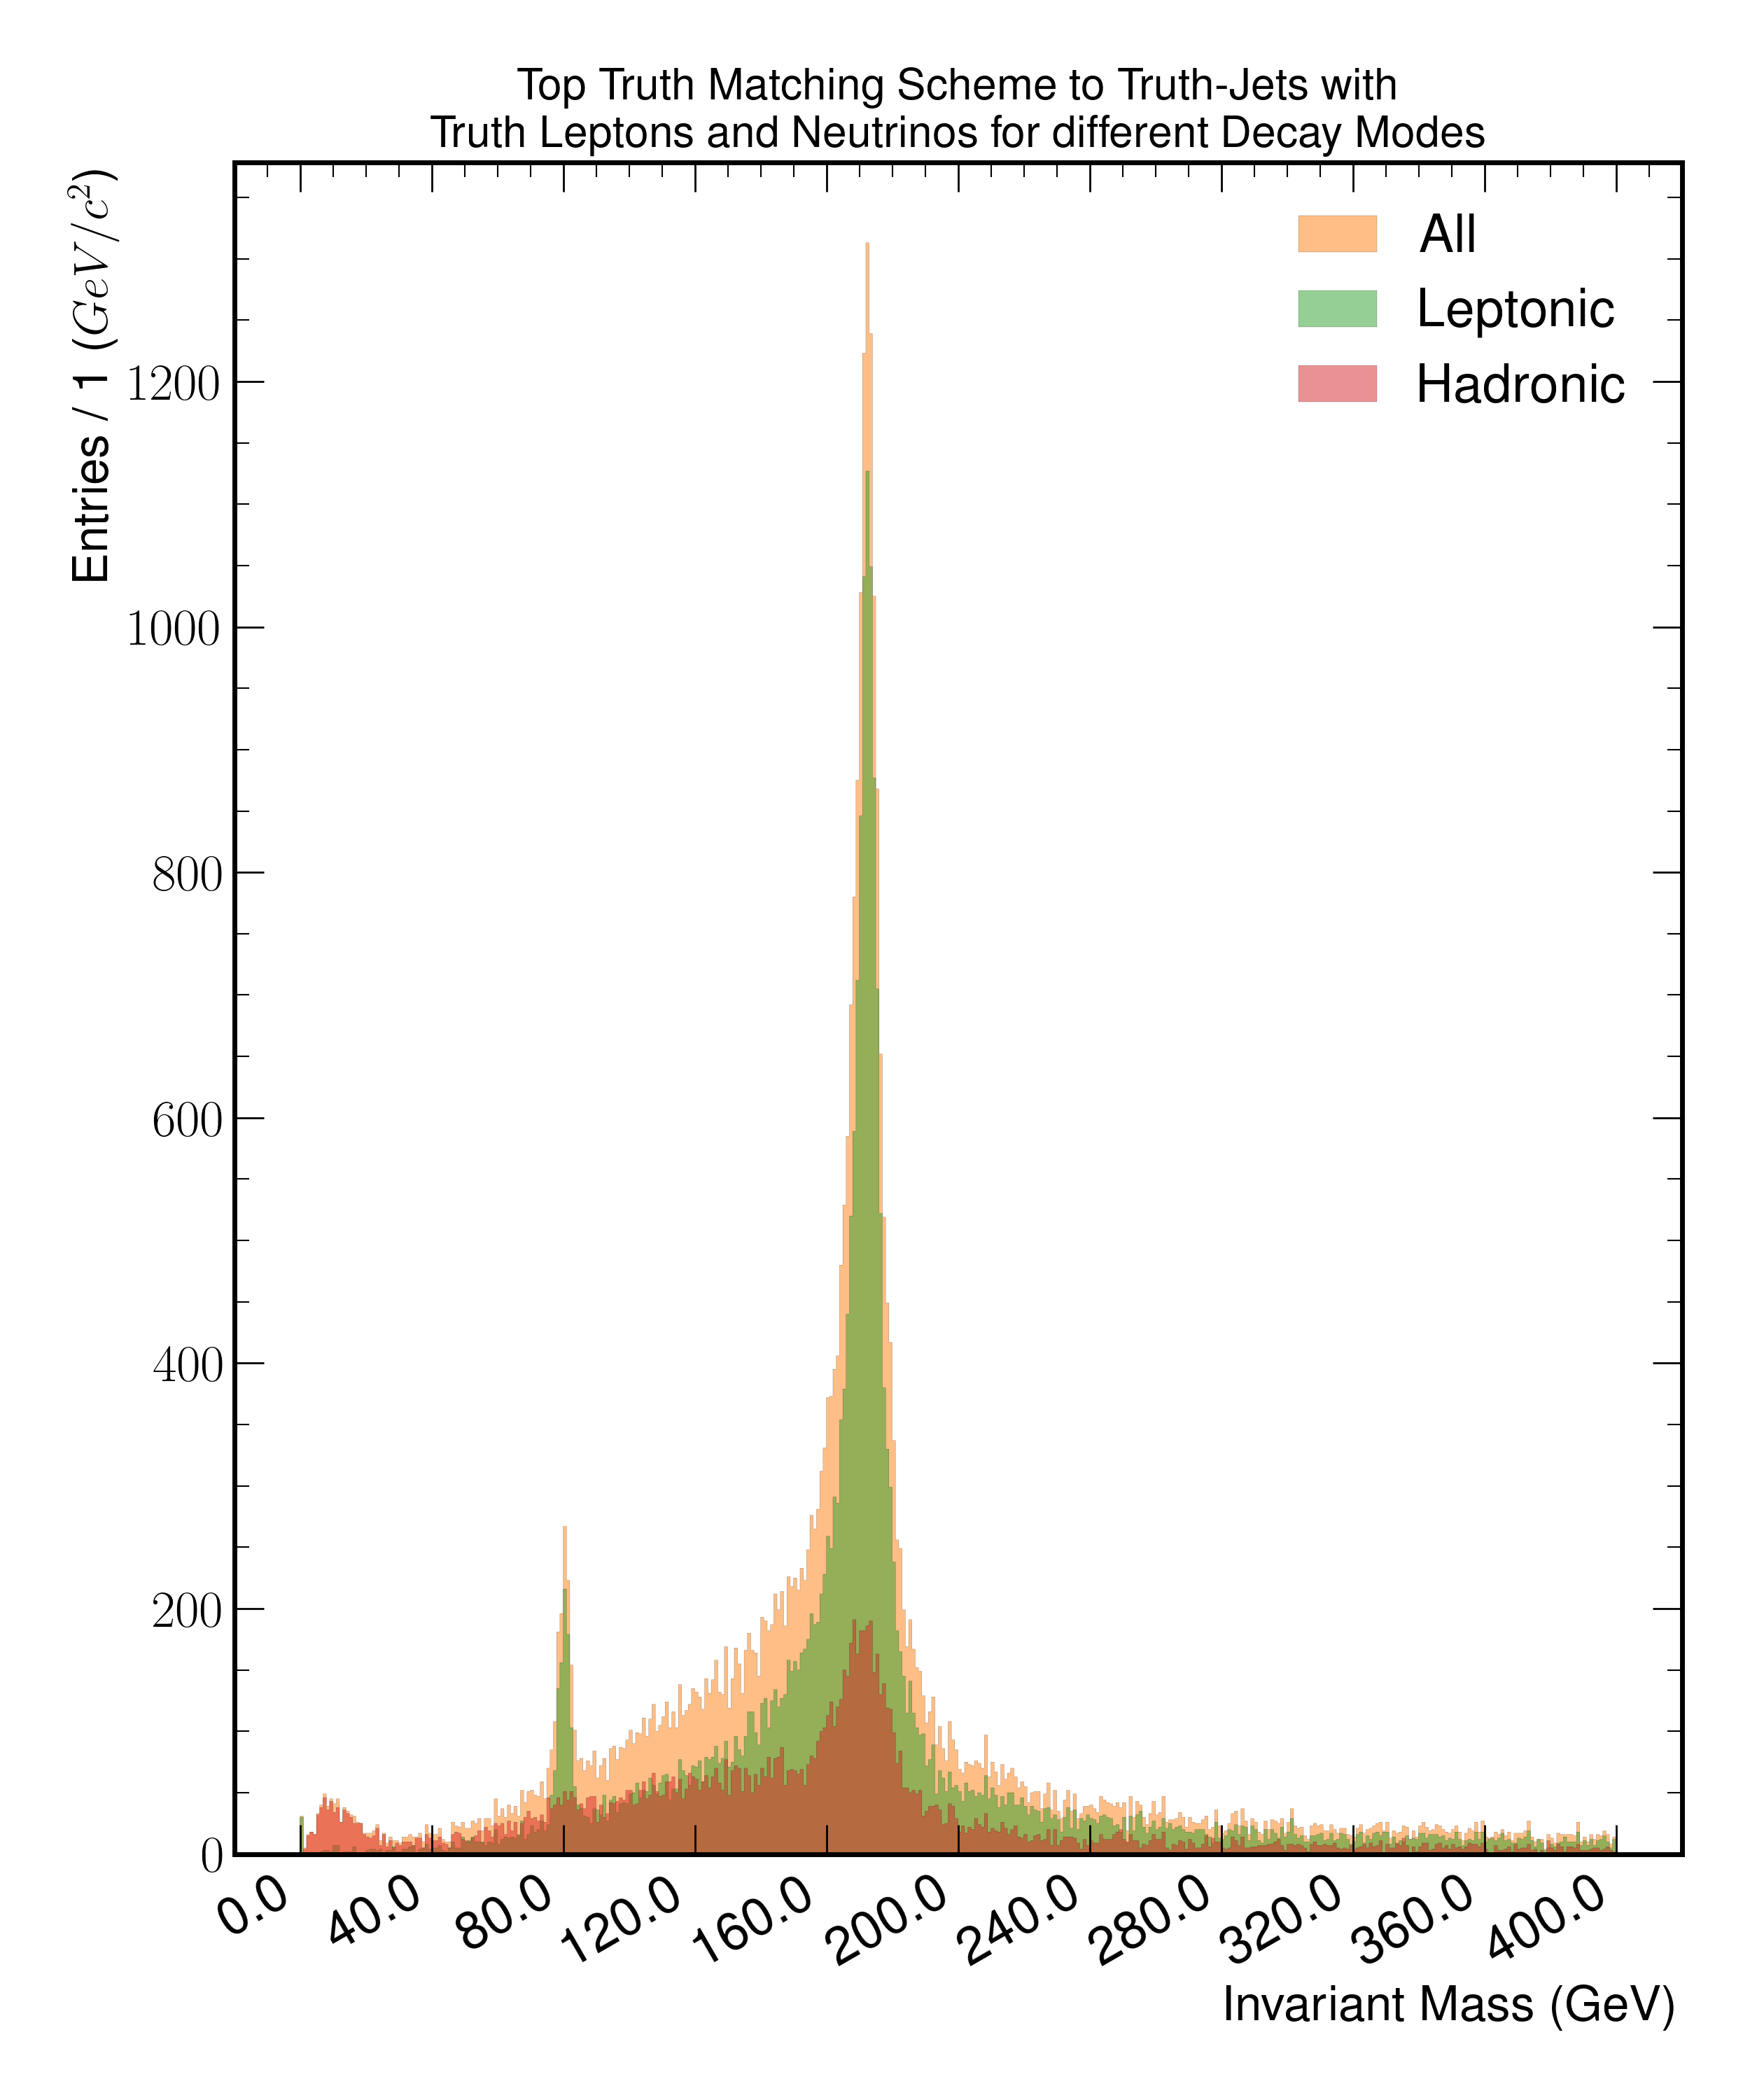 Top Truth Matching Scheme to Truth-Jets with
Truth Leptons and Neutrinos for different Decay Modes
Entries / 1 (GeV/c²)
All
Leptonic
Hadronic
1200
1000
800
600
400
200
0
0.0 40.0 80.0 120.0 160.0 200.0 240.0 280.0 320.0 360.0 400.0
Invariant Mass (GeV)